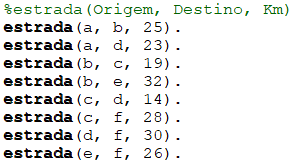 %estrada(Origem, Destino, Km)
estrada(a, b, 25).
estrada(a, d, 23).
estrada(b, c, 19).
estrada(b, e, 32).
estrada(c, d, 14).
estrada(c, f, 28).
estrada(d, f, 30).
estrada(e, f, 26).